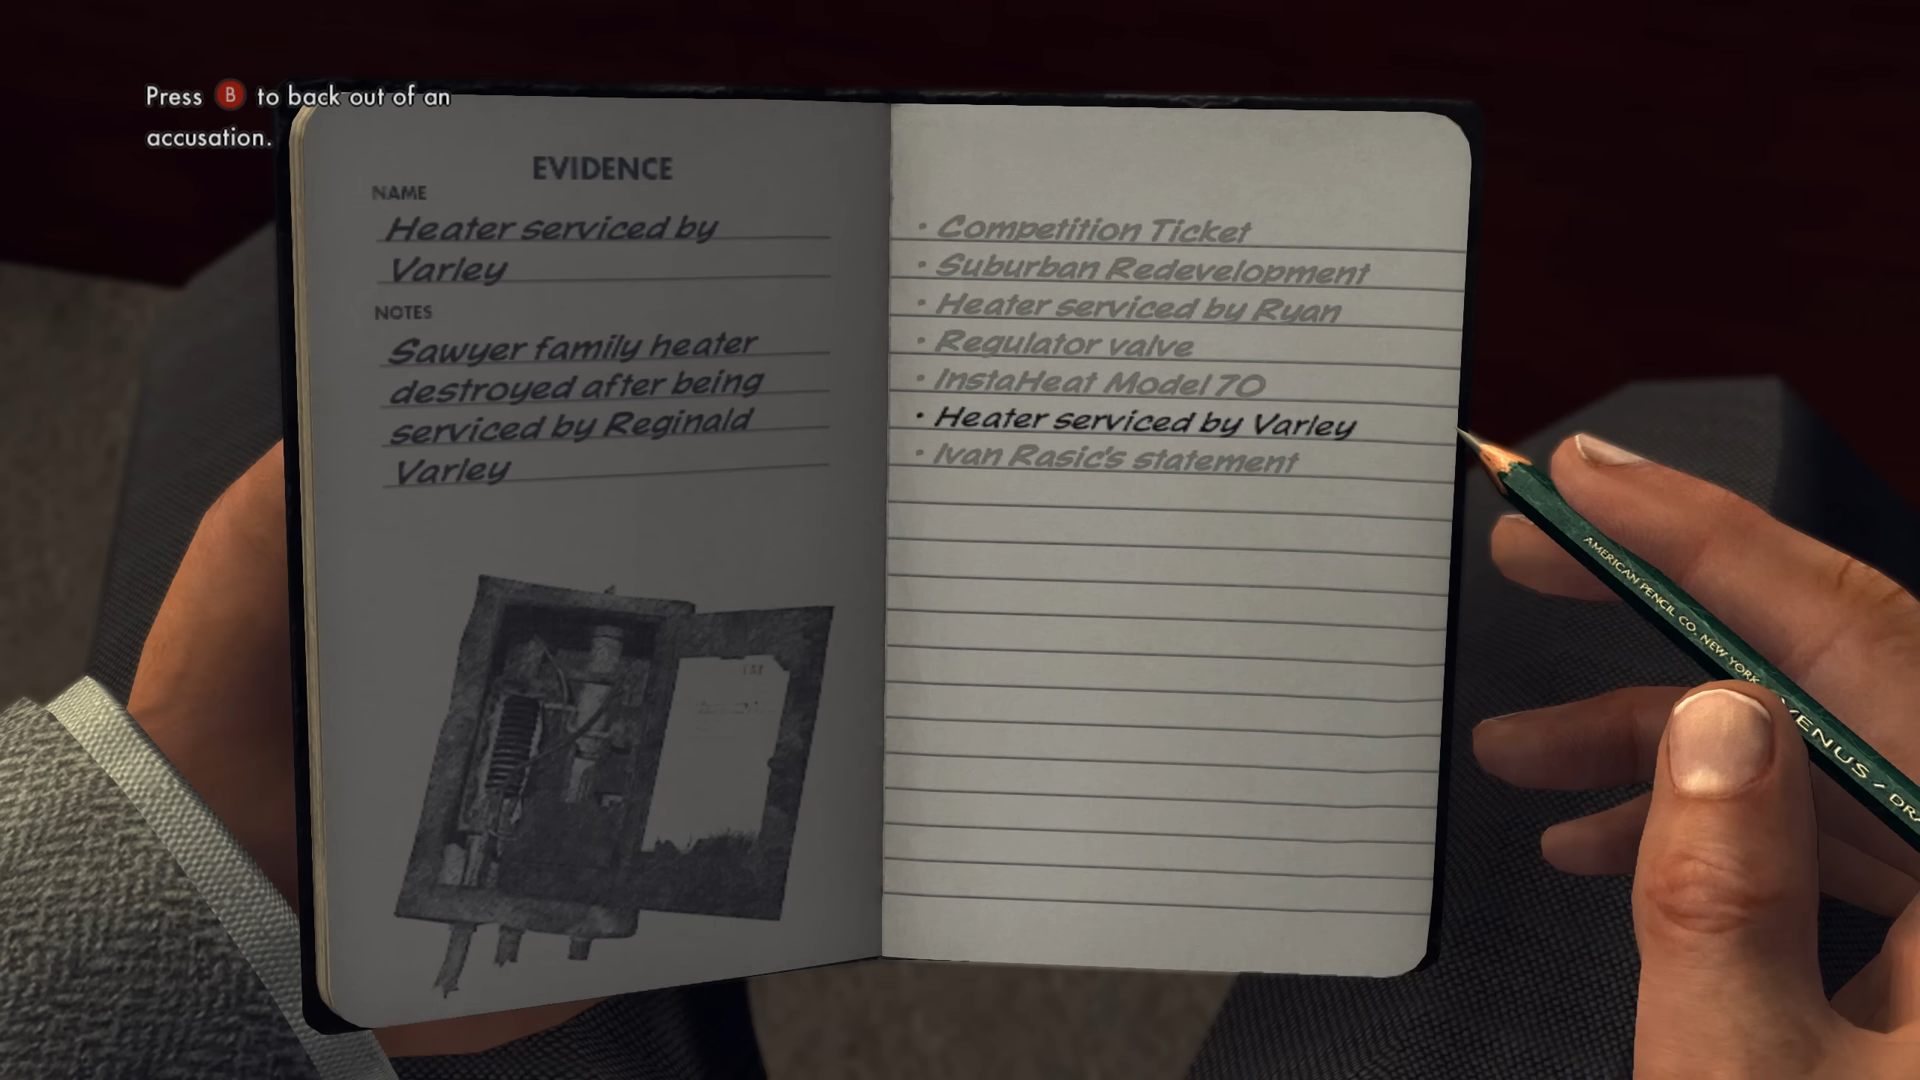 Press B to back out of an
accusation.
EVIDENCE
NAME
Heater serviced by
Varley
NOTES
Sawyer family heater
destroyed after being
serviced by Reginald
Varley
• Competition Ticket
• Suburban Redevelopment
• Heater serviced by Ryan
• Regulator valve
• InstaHeat Model 70
• Heater serviced by Varley
• Ivan Rasic's statement
AMERICAN PENCIL CO. NEW YORK
VENUS / DRA